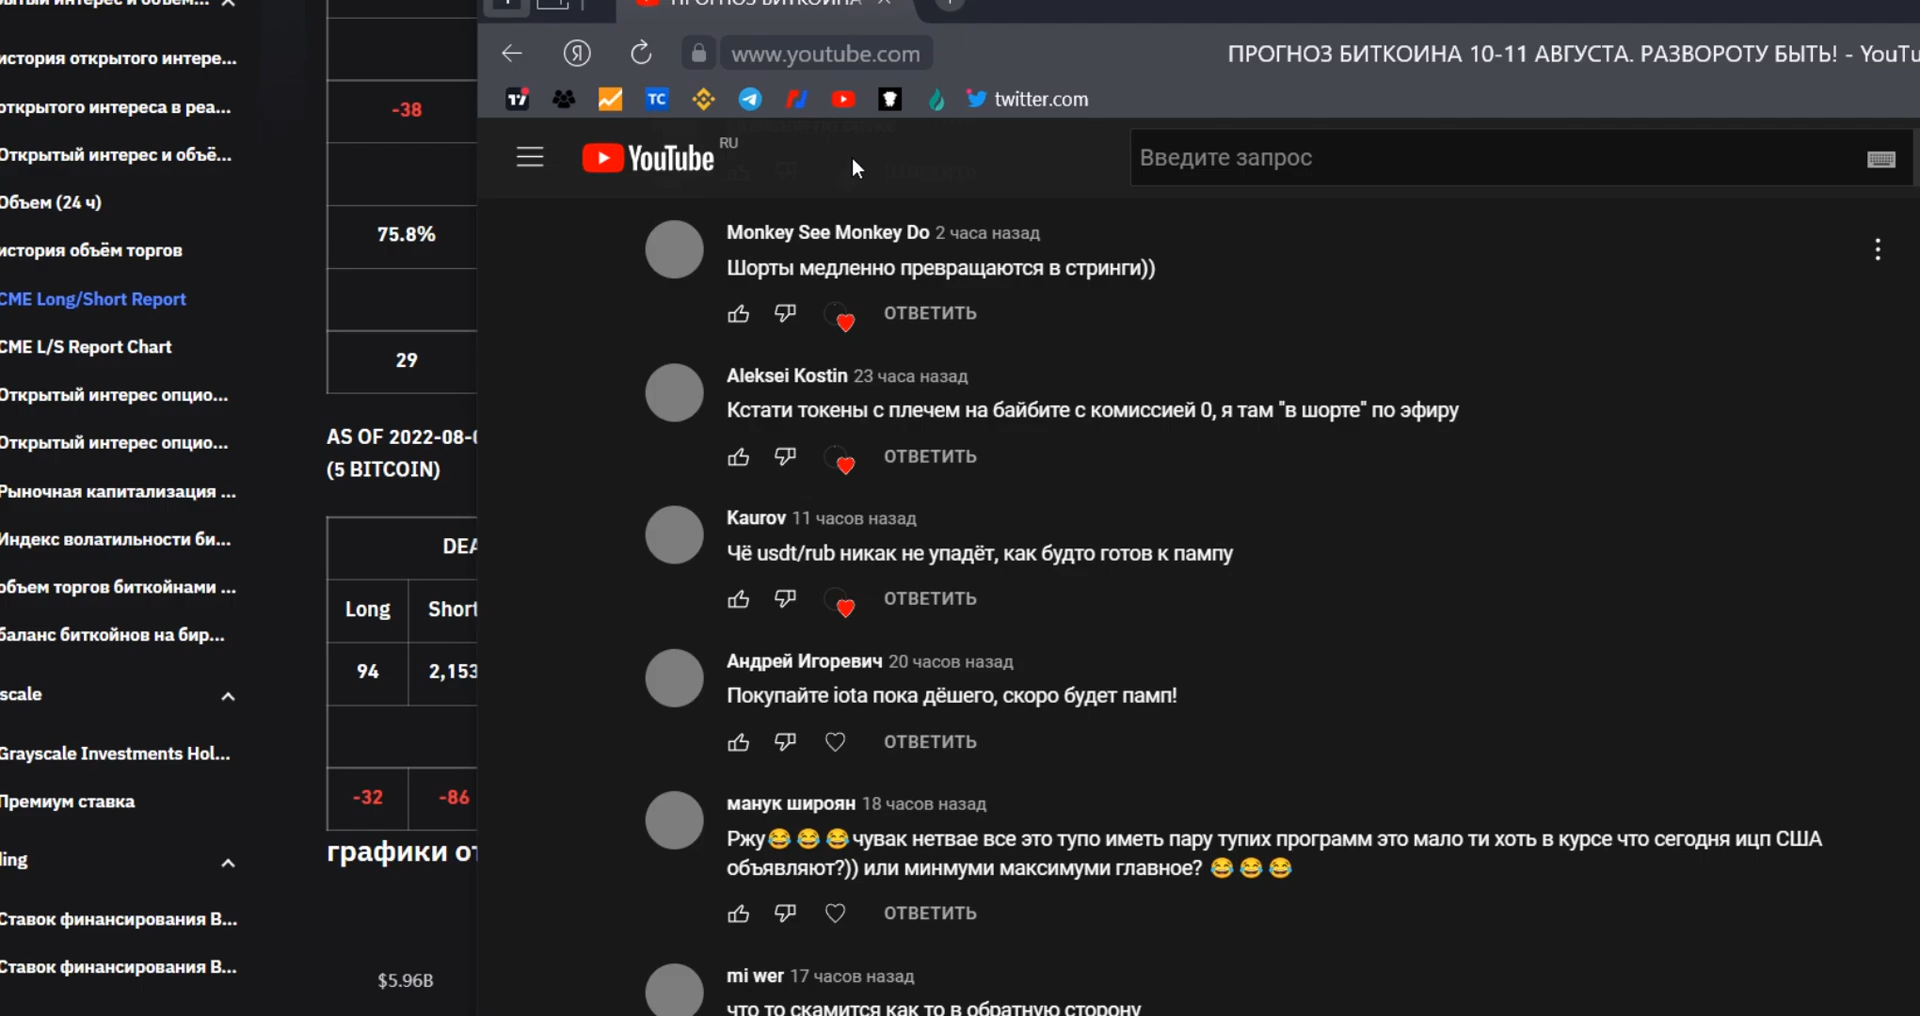 история открытого интере...
открытого интереса в реа...
Открытый интерес и объё...
Объем (24 ч)
история объём торгов
CME Long/Short Report
CME L/S Report Chart
Открытый интерес опцио...
Открытый интерес опцио...
Рыночная капитализация ...
Индекс волатильности би...
объем торгов биткойнами ...
баланс биткойнов на бир...
scale
Grayscale Investments Hol...
Премиум ставка
ding
Ставок финансирования B...
Ставок финансирования B...
-38
75.8%
29
AS OF 2022-08-
(5 BITCOIN)
DEA
Long Short
94 2,153
-32 -86
графики от
$5.96B
ПРОГНОЗ БИТКОИНА
www.youtube.com
ПРОГНОЗ БИТКОИНА 10-11 АВГУСТА. РАЗВОРОТУ БЫТЬ! - YouTu
TC
twitter.com
YouTube RU
Введите запрос
Monkey See Monkey Do 2 часа назад
Шорты медленно превращаются в стринги))
ОТВЕТИТЬ
Aleksei Kostin 23 часа назад
Кстати токены с плечем на байбите с комиссией 0, я там "в шорте" по эфиру
ОТВЕТИТЬ
Kaurov 11 часов назад
Чё usdt/rub никак не упадёт, как будто готов к пампу
ОТВЕТИТЬ
Андрей Игоревич 20 часов назад
Покупайте iota пока дёшего, скоро будет памп!
ОТВЕТИТЬ
манук широян 18 часов назад
Ржу😂😂😂чувак нетвае все это тупо иметь пару тупих программ это мало ти хоть в курсе что сегодня ицп США
объявляют?)) или минмуми максимуми главное? 😂😂😂
ОТВЕТИТЬ
mi wer 17 часов назад
что то скамится как то в обратную сторону